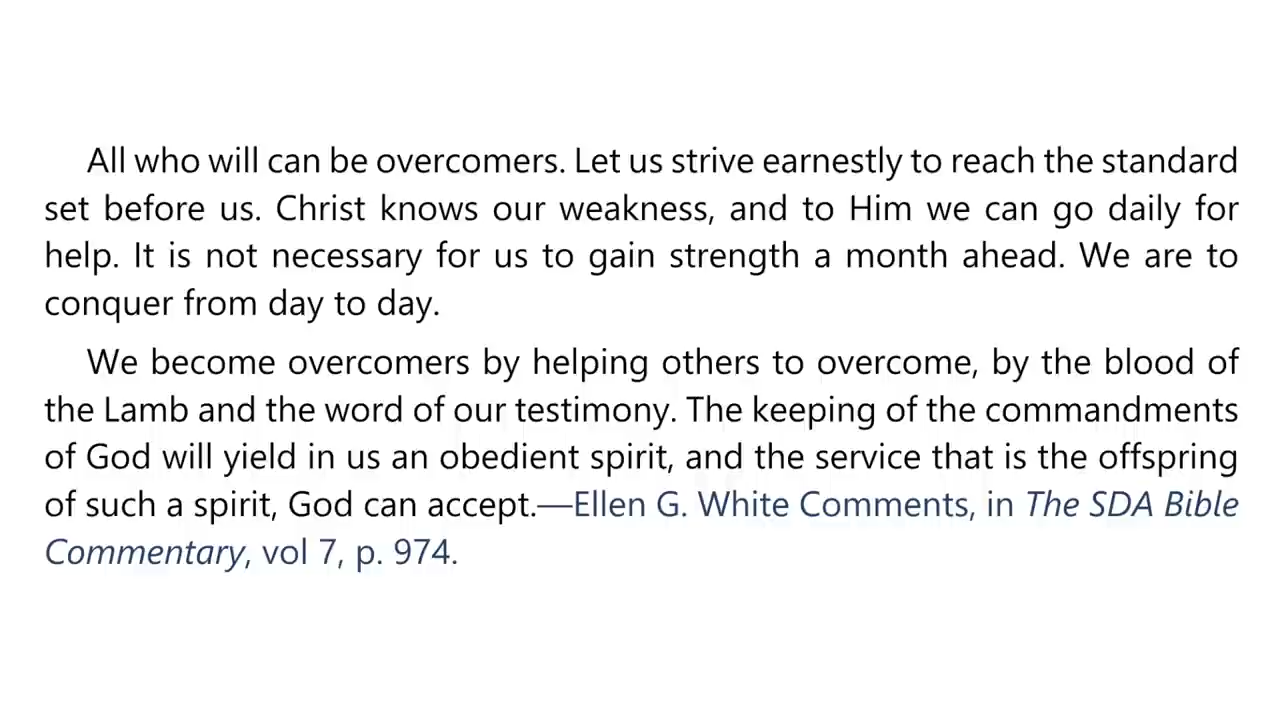 All who will can be overcomers. Let us strive earnestly to reach the standard
set before us. Christ knows our weakness, and to Him we can go daily for
help. It is not necessary for us to gain strength a month ahead. We are to
conquer from day to day.
We become overcomers by helping others to overcome, by the blood of
the Lamb and the word of our testimony. The keeping of the commandments
of God will yield in us an obedient spirit, and the service that is the offspring
of such a spirit, God can accept.—Ellen G. White Comments, in The SDA Bible
Commentary, vol 7, p. 974.